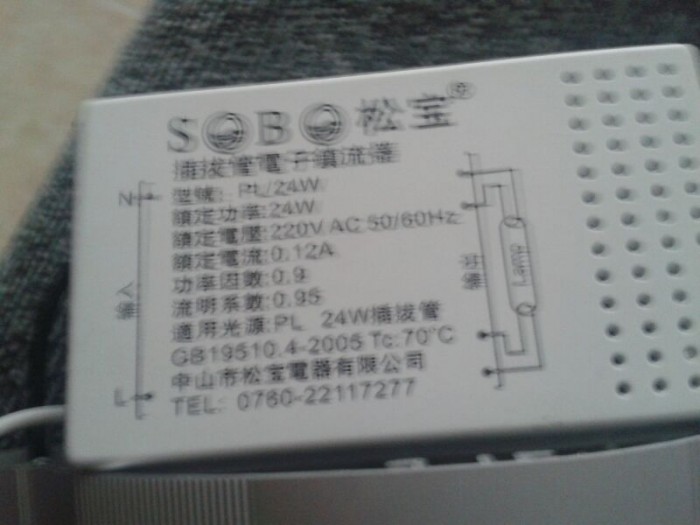 SOBO 松宝®
插拔管電子鎮流器
型號: PL/24W
額定功率:24W
額定電壓:220V AC 50/60Hz
額定電流:0.12A
功率因數:0.9
流明系數:0.95
適用光源:PL 24W插拔管
GB19510.4-2005 Tc:70°C
中山市松宝電器有限公司
TEL: 0760-22117277
N
輸入
L
輸出
Lamp